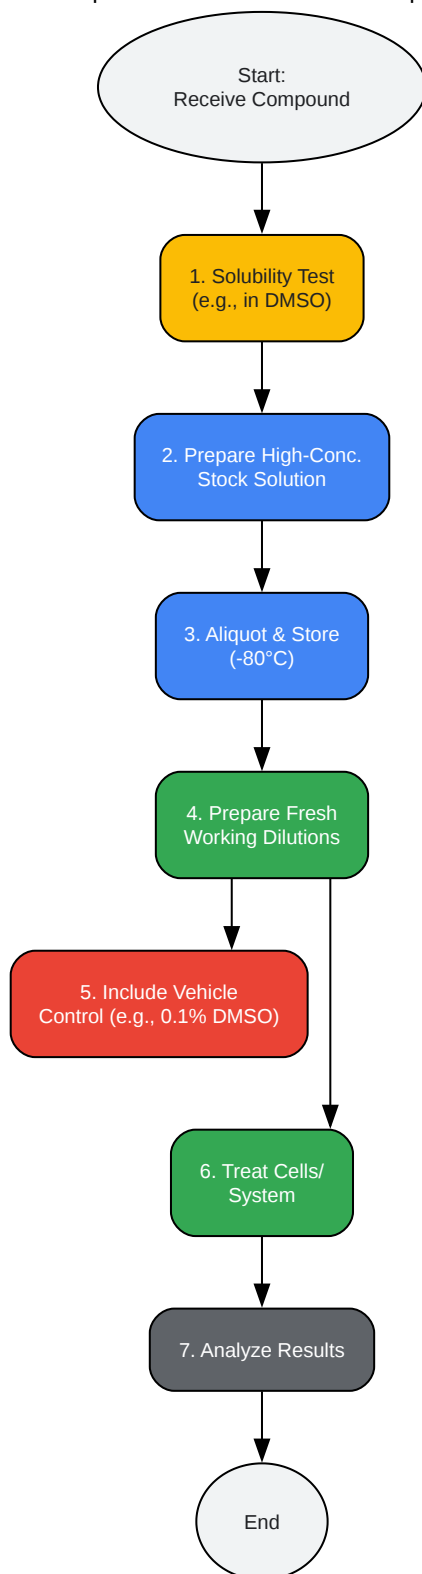 Start:
Receive Compound
1. Solubility Test
(e.g., in DMSO)
2. Prepare High-Conc.
Stock Solution
3. Aliquot & Store
(-80°C)
4. Prepare Fresh
Working Dilutions
5. Include Vehicle
Control (e.g., 0.1% DMSO)
6. Treat Cells/
System
7. Analyze Results
End